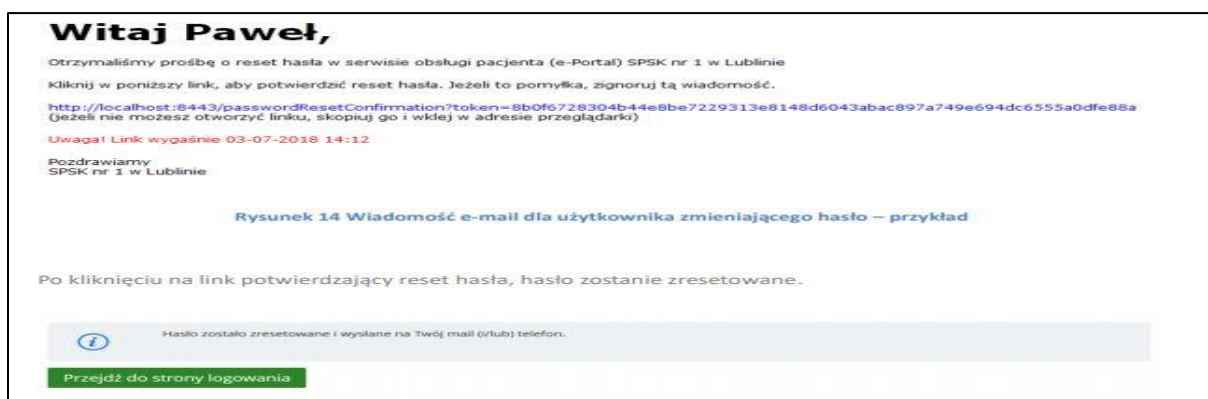 Witaj Paweł,
Otrzymaliśmy prośbę o reset hasła w serwisie obsługi pacjenta (e-Portal) SPSK nr 1 w Lublinie
Kliknij w poniższy link, aby potwierdzić reset hasła. Jeżeli to pomyłka, zignoruj tą wiadomość.
http://localhost:8443/passwordResetConfirmation?token=8b0f6728304b44e8be7229313e8148d6043abac897a749e694dc6555a0dfe88a
(jeżeli nie możesz otworzyć linku, skopiuj go i wklej w adresie przeglądarki)
Uwaga! Link wygaśnie 03-07-2018 14:12
Pozdrawiamy
SPSK nr 1 w Lublinie
Rysunek 14 Wiadomość e-mail dla użytkownika zmieniającego hasło – przykład
Po kliknięciu na link potwierdzający reset hasła, hasło zostanie zresetowane.
Hasło zostało zresetowane i wysłane na Twój mail (i/lub) telefon.
Przejdź do strony logowania